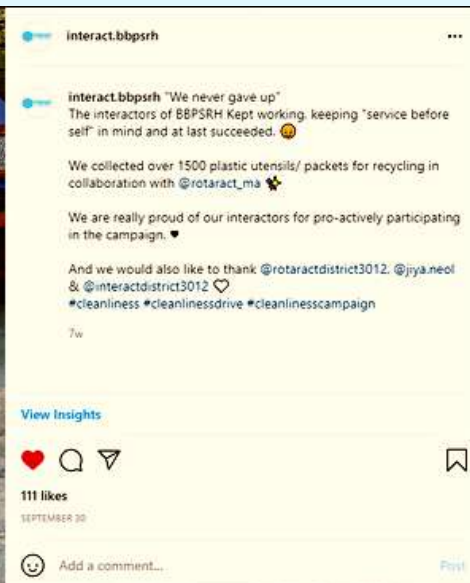 interact.bbpsrh
interact.bbpsrh "We never gave up"
The interactors of BBPSRH Kept working, keeping "service before
self" in mind and at last succeeded.
We collected over 1500 plastic utensils/ packets for recycling in
collaboration with @rotaract_ma
We are really proud of our interactors for pro-actively participating
in the campaign. ♥
And we would also like to thank @rotaractdistrict3012, @jiya.neol
& @interactdistrict3012 ♡
#cleanliness #cleanlinessdrive #cleanlinesscampaign
7w
View Insights
111 likes
SEPTEMBER 30
Add a comment...
Post